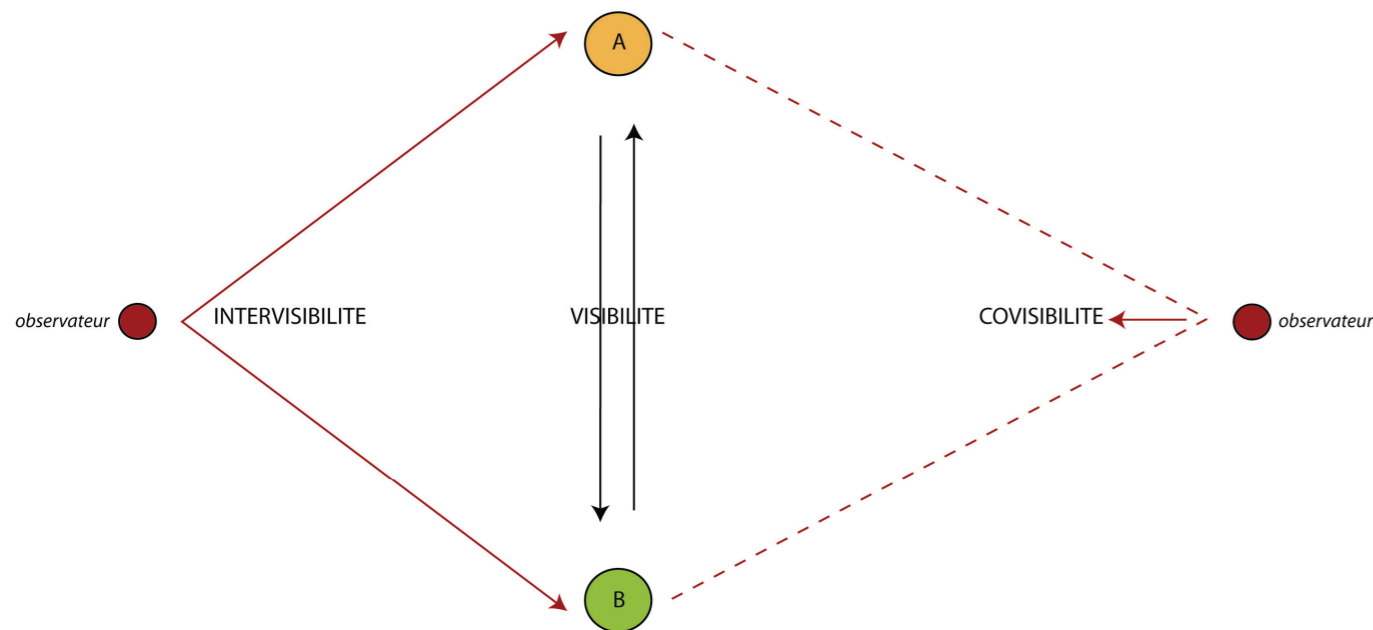 A
observateur
INTERVISIBILITE
VISIBILITE
COVISIBILITE
observateur
B